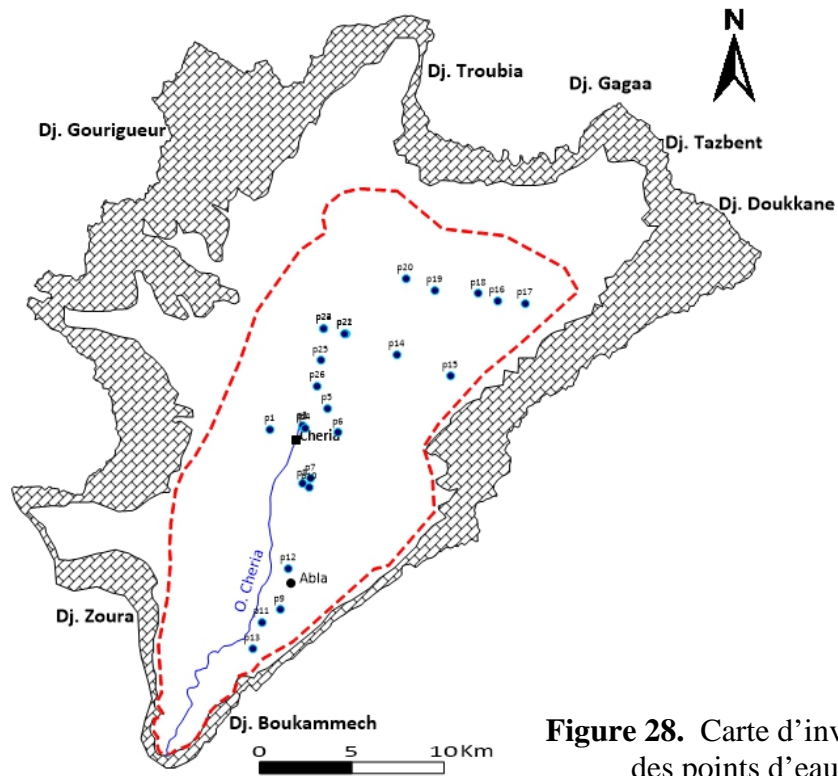 N
Dj. Troubia
Dj. Gagaa
Dj. Gourigueur
Dj. Tazbent
Dj. Doukkane
p20
p19
p18
p16
p17
p14
p15
p25
p26
p5
p1
p6
Cheria
p7
p12
Abla
O. Cheria
p9
p11
p13
Dj. Zoura
Dj. Boukammech
0 5 10Km
Figure 28. Carte d’inv
des points d'eau